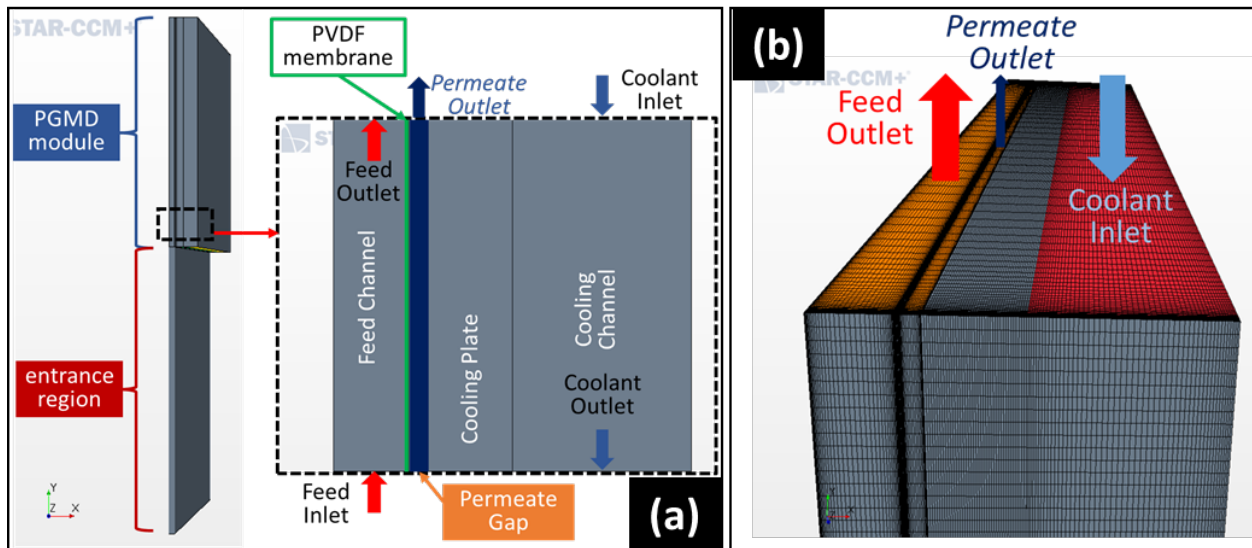 STAR-CCM+
PGMD
module
entrance
region
Y
Z
X
PVDF
membrane
Permeate
Outlet
Coolant
Inlet
ST
Feed
Outlet
Feed Channel
Cooling Plate
Cooling
Channel
Coolant
Outlet
Feed
Inlet
Permeate
Gap
(a)
(b)
Permeate
Outlet
STAR-CCM+
Feed
Outlet
Coolant
Inlet
Y
Z
X